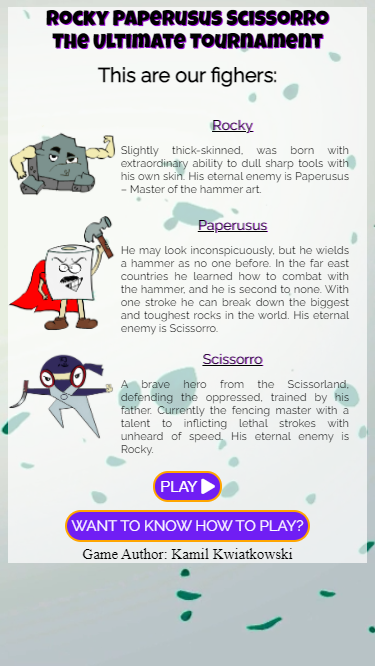 Rocky Paperusus Scissorro
The Ultimate Tournament
This are our fighers:
Rocky
Slightly thick-skinned, was born with
extraordinary ability to dull sharp tools with
his own skin. His eternal enemy is Paperusus
– Master of the hammer art.
Paperusus
He may look inconspicuously, but he wields
a hammer as no one before. In the far east
countries he learned how to combat with
the hammer, and he is second to none. With
one stroke he can break down the biggest
and toughest rocks in the world. His eternal
enemy is Scissorro.
Scissorro
A brave hero from the Scissorland,
defending the oppressed, trained by his
father. Currently the fencing master with a
talent to inflicting lethal strokes with
unheard of speed. His eternal enemy is
Rocky.
PLAY
WANT TO KNOW HOW TO PLAY?
Game Author: Kamil Kwiatkowski